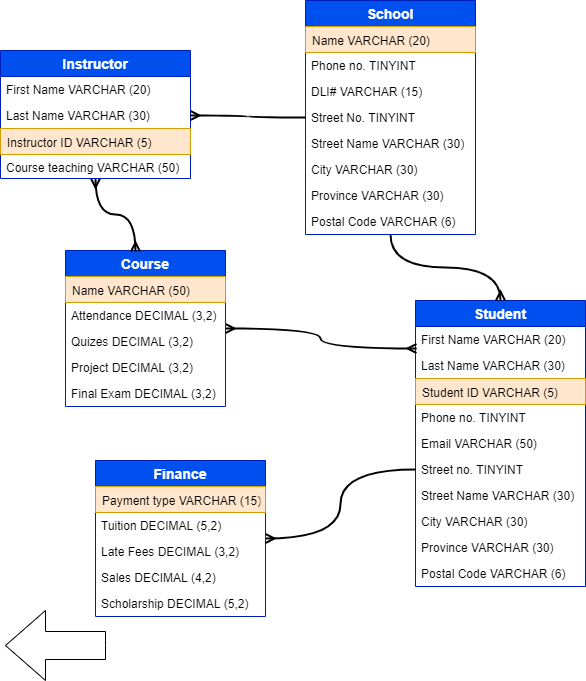 School
Name VARCHAR (20)
Phone no. TINYINT
DLI# VARCHAR (15)
Street No. TINYINT
Street Name VARCHAR (30)
City VARCHAR (30)
Province VARCHAR (30)
Postal Code VARCHAR (6)
Instructor
First Name VARCHAR (20)
Last Name VARCHAR (30)
Instructor ID VARCHAR (5)
Course teaching VARCHAR (50)
Course
Name VARCHAR (50)
Attendance DECIMAL (3,2)
Quizes DECIMAL (3,2)
Project DECIMAL (3,2)
Final Exam DECIMAL (3,2)
Student
First Name VARCHAR (20)
Last Name VARCHAR (30)
Student ID VARCHAR (5)
Phone no. TINYINT
Email VARCHAR (50)
Street no. TINYINT
Street Name VARCHAR (30)
City VARCHAR (30)
Province VARCHAR (30)
Postal Code VARCHAR (6)
Finance
Payment type VARCHAR (15)
Tuition DECIMAL (5,2)
Late Fees DECIMAL (3,2)
Sales DECIMAL (4,2)
Scholarship DECIMAL (5,2)